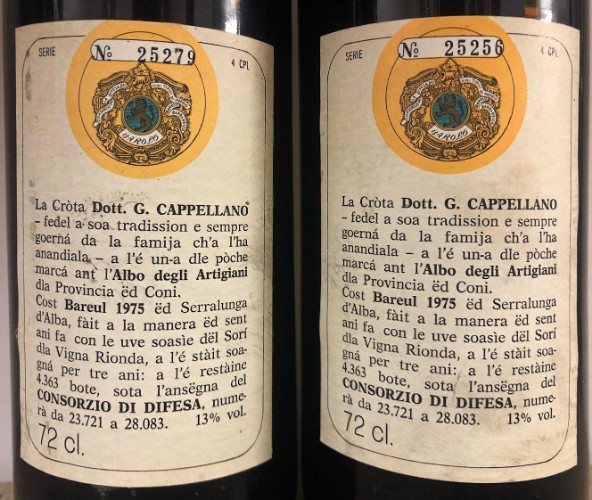 SERIE
No 25279
4 CPL
BAROLO
La Cròta Dott. G. CAPPELLANO
- fedel a soa tradission e sempre
goerná da la famija ch'a l'ha
anandiala - a l'é un-a dle pòche
marcá ant l'Albo degli Artigiani
dla Provincia ëd Coni.
Cost Bareul 1975 ëd Serralunga
d'Alba, fàit a la manera ëd sent
ani fa con le uve soasìe dël Sorí
dla Vigna Rionda, a l'é stàit soa-
gná per tre ani: a l'é restàine
4.363 bote, sota l'ansëgna del
CONSORZIO DI DIFESA, nume-
rà da 23.721 a 28.083. 13% vol.
72 cl.
SERIE
No 25256
4 CPL
BAROLO
La Cròta Dott. G. CAPPELLANO
- fedel a soa tradission e sempre
goerná da la famija ch'a l'ha
anandiala - a l'é un-a dle pòche
marcá ant l'Albo degli Artigiani
dla Provincia ëd Coni.
Cost Bareul 1975 ëd Serralunga
d'Alba, fàit a la manera ëd sent
ani fa con le uve soasìe dël Sorí
dla Vigna Rionda, a l'é stàit soa-
gná per tre ani: a l'é restàine
4.363 bote, sota l'ansëgna del
CONSORZIO DI DIFESA, nume-
rà da 23.721 a 28.083. 13% vol.
72 cl.